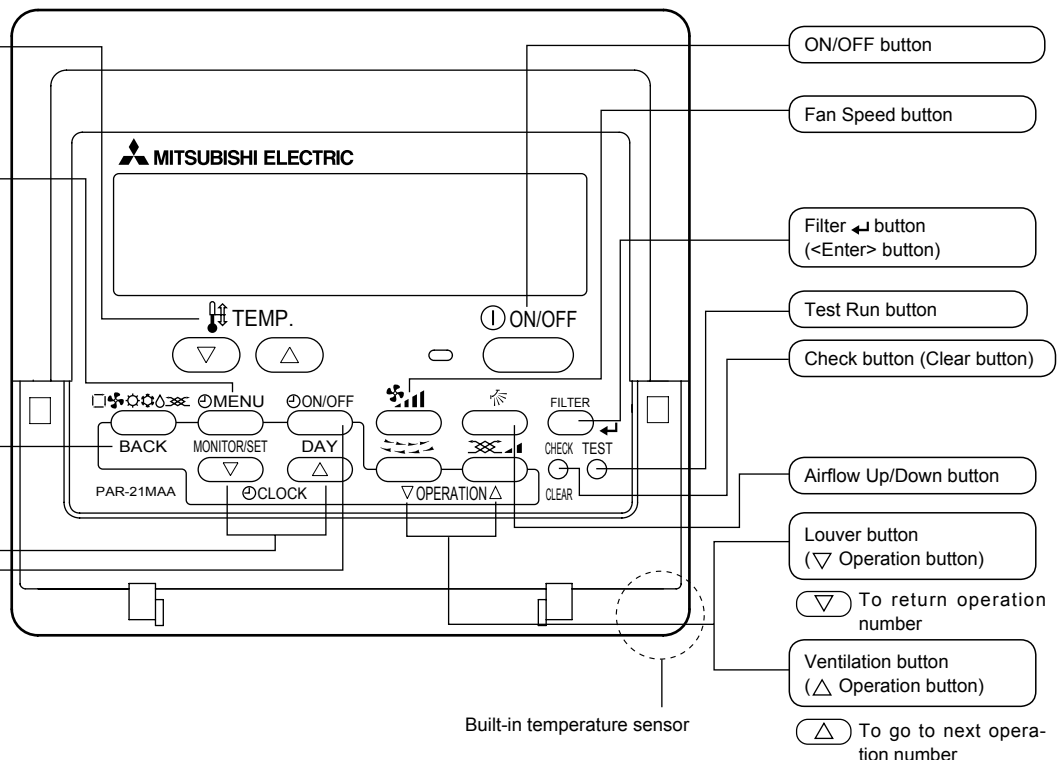 MITSUBISHI ELECTRIC
TEMP.
ON/OFF
MENU
ON/OFF
FILTER
BACK
MONITOR/SET
DAY
CHECK
TEST
PAR-21MAA
CLOCK
▽ OPERATION △
CLEAR
ON/OFF button
Fan Speed button
Filter ↵ button
(<Enter> button)
Test Run button
Check button (Clear button)
Airflow Up/Down button
Louver button
(▽ Operation button)
▽ To return operation
number
Ventilation button
(△ Operation button)
△ To go to next opera-
tion number
Built-in temperature sensor